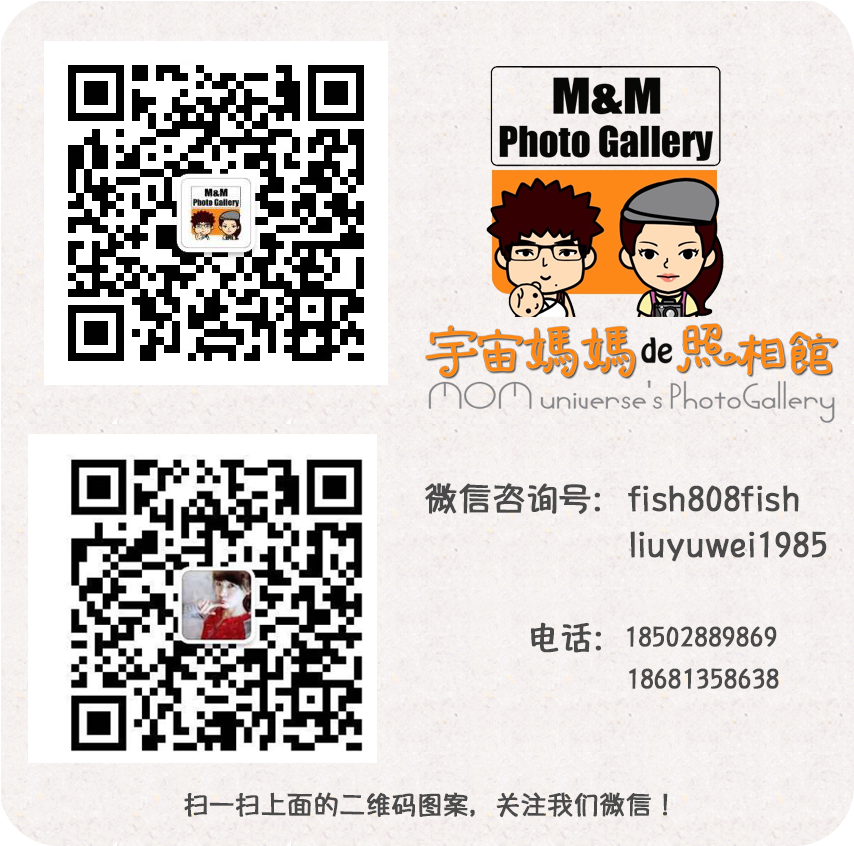 M&M
Photo Gallery
M&M
Photo Gallery
宇宙媽媽de照相館
MOM universe's PhotoGallery
微信咨询号：fish808fish
liuyuwei1985
电话：18502889869
18681358638
扫一扫上面的二维码图案，关注我们微信！